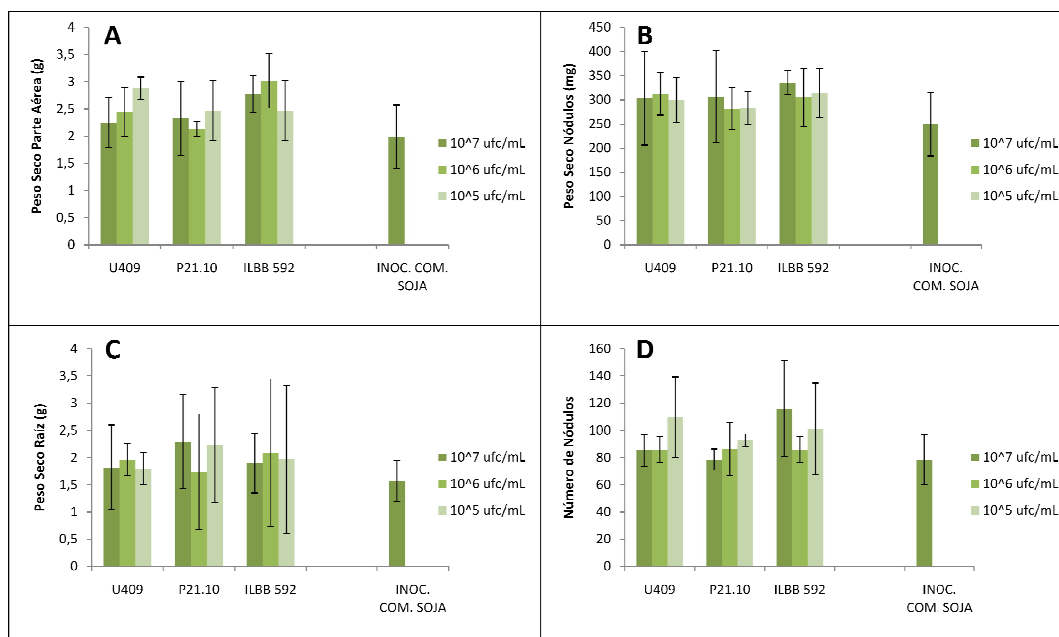 A
Peso Seco Parte Aérea (g)
4
3,5
3
2,5
2
1,5
1
0,5
0
U409
P21.10
ILBB 592
INOC. COM.
SOJA
10^7 ufc/mL
10^6 ufc/mL
10^5 ufc/mL
B
Peso Seco Nódulos (mg)
450
400
350
300
250
200
150
100
50
0
U409
P21.10
ILBB 592
INOC.
COM. SOJA
10^7 ufc/mL
10^6 ufc/mL
10^5 ufc/mL
C
Peso Seco Raíz (g)
4
3,5
3
2,5
2
1,5
1
0,5
0
U409
P21.10
ILBB 592
INOC.
COM. SOJA
10^7 ufc/mL
10^6 ufc/mL
10^5 ufc/mL
D
Número de Nódulos
160
140
120
100
80
60
40
20
0
U409
P21.10
ILBB 592
INOC.
COM. SOJA
10^7 ufc/mL
10^6 ufc/mL
10^5 ufc/mL